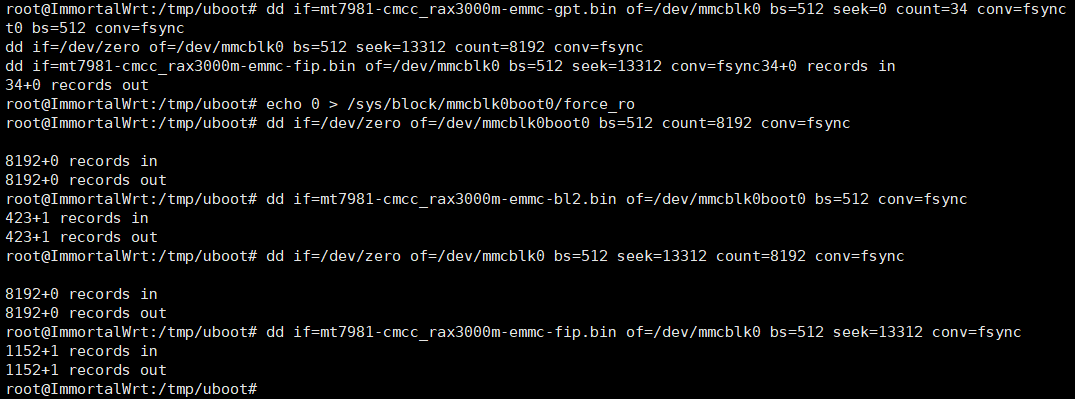 root@ImmortalWrt:/tmp/uboot# dd if=mt7981-cmcc_rax3000m-emmc-gpt.bin of=/dev/mmcblk0 bs=512 seek=0 count=34 conv=fsync
t0 bs=512 conv=fsync
dd if=/dev/zero of=/dev/mmcblk0 bs=512 seek=13312 count=8192 conv=fsync
dd if=mt7981-cmcc_rax3000m-emmc-fip.bin of=/dev/mmcblk0 bs=512 seek=13312 conv=fsync34+0 records in
34+0 records out
root@ImmortalWrt:/tmp/uboot# echo 0 > /sys/block/mmcblk0boot0/force_ro
root@ImmortalWrt:/tmp/uboot# dd if=/dev/zero of=/dev/mmcblk0boot0 bs=512 count=8192 conv=fsync
8192+0 records in
8192+0 records out
root@ImmortalWrt:/tmp/uboot# dd if=mt7981-cmcc_rax3000m-emmc-bl2.bin of=/dev/mmcblk0boot0 bs=512 conv=fsync
423+1 records in
423+1 records out
root@ImmortalWrt:/tmp/uboot# dd if=/dev/zero of=/dev/mmcblk0 bs=512 seek=13312 count=8192 conv=fsync
8192+0 records in
8192+0 records out
root@ImmortalWrt:/tmp/uboot# dd if=mt7981-cmcc_rax3000m-emmc-fip.bin of=/dev/mmcblk0 bs=512 seek=13312 conv=fsync
1152+1 records in
1152+1 records out
root@ImmortalWrt:/tmp/uboot#